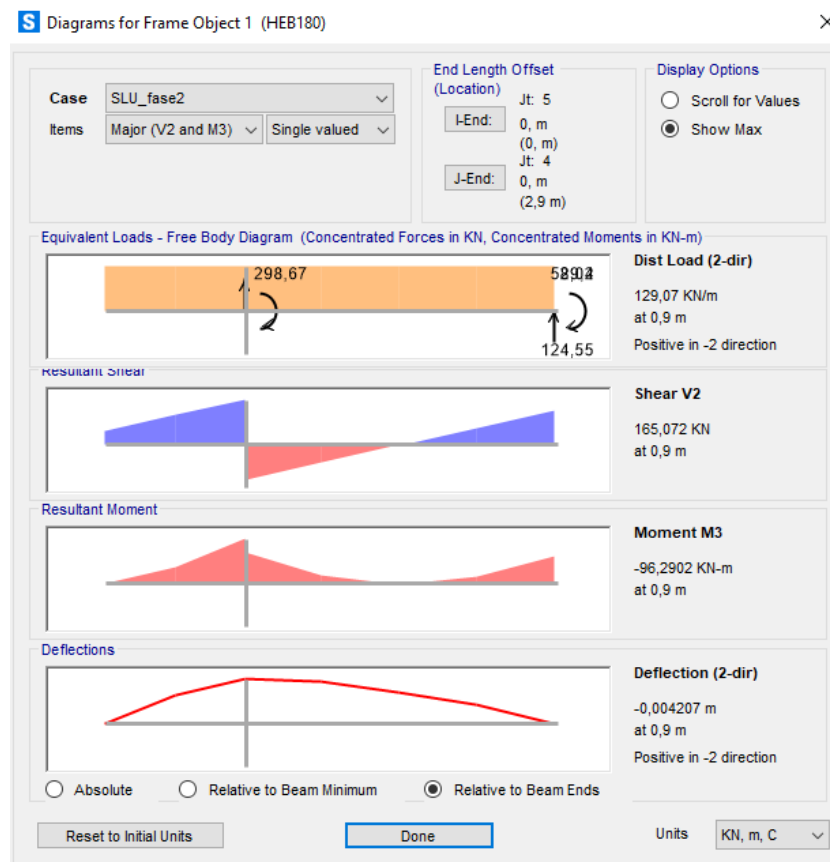 Diagrams for Frame Object 1 (HEB180)
Case SLU_fase2
Items Major (V2 and M3) Single valued
End Length Offset
(Location)
I-End: Jt: 5
0, m
(0, m)
J-End: Jt: 4
0, m
(2,9 m)
Display Options
Scroll for Values
Show Max
Equivalent Loads - Free Body Diagram (Concentrated Forces in KN, Concentrated Moments in KN-m)
298,67
124,55
Dist Load (2-dir)
129,07 KN/m
at 0,9 m
Positive in -2 direction
Resultant Shear
Shear V2
165,072 KN
at 0,9 m
Resultant Moment
Moment M3
-96,2902 KN-m
at 0,9 m
Deflections
Deflection (2-dir)
-0,004207 m
at 0,9 m
Positive in -2 direction
Absolute Relative to Beam Minimum Relative to Beam Ends
Reset to Initial Units Done Units KN, m, C